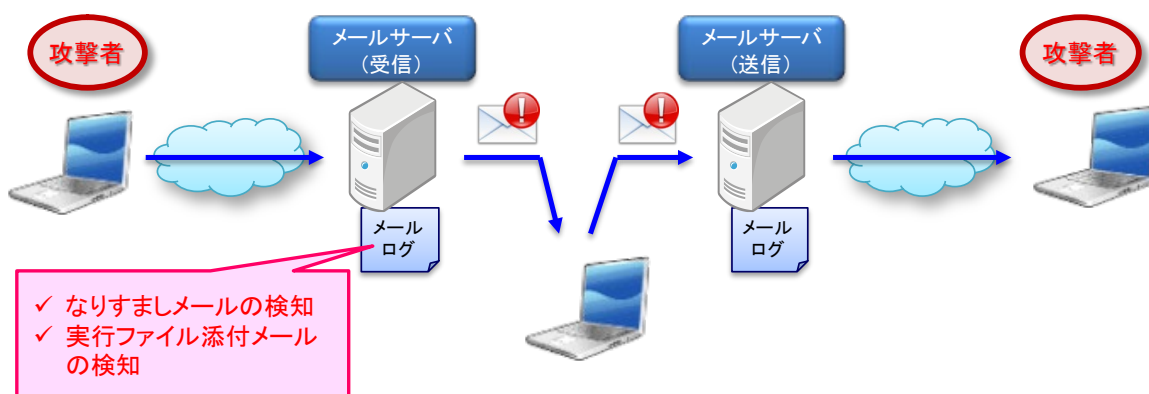 攻撃者
メールサーバ
（受信）
メールサーバ
（送信）
攻撃者
メール
ログ
メール
ログ
✓ なりすましメールの検知
✓ 実行ファイル添付メール
の検知